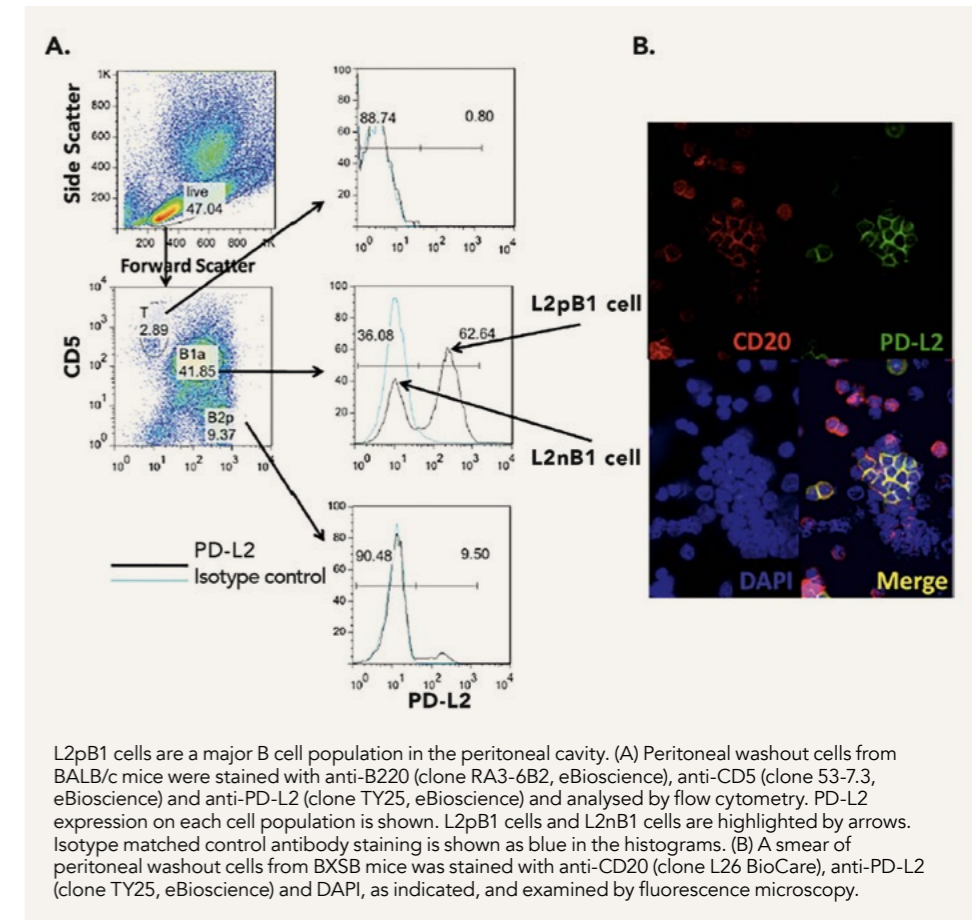 A.
B.
Side Scatter
1K
800
600
400
200
live
47.04
200 400 600 800 1K
Forward Scatter
100
80
60
40
20
88.74 0.80
10^0 10^1 10^2 10^3 10^4
CD5
10^4
10^3
10^2
10^1
10^0
T
2.89
B1a
41.85
B2p
9.37
10^0 10^1 10^2 10^3 10^4
100
80
60
40
20
36.08 62.64
10^0 10^1 10^2 10^3 10^4
L2pB1 cell
L2nB1 cell
PD-L2
Isotype control
100
80
60
40
20
90.48 9.50
10^0 10^1 10^2 10^3 10^4
PD-L2
CD20
PD-L2
DAPI
Merge
L2pB1 cells are a major B cell population in the peritoneal cavity. (A) Peritoneal washout cells from
BALB/c mice were stained with anti-B220 (clone RA3-6B2, eBioscience), anti-CD5 (clone 53-7.3,
eBioscience) and anti-PD-L2 (clone TY25, eBioscience) and analysed by flow cytometry. PD-L2
expression on each cell population is shown. L2pB1 cells and L2nB1 cells are highlighted by arrows.
Isotype matched control antibody staining is shown as blue in the histograms. (B) A smear of
peritoneal washout cells from BXSB mice was stained with anti-CD20 (clone L26 BioCare), anti-PD-L2
(clone TY25, eBioscience) and DAPI, as indicated, and examined by fluorescence microscopy.